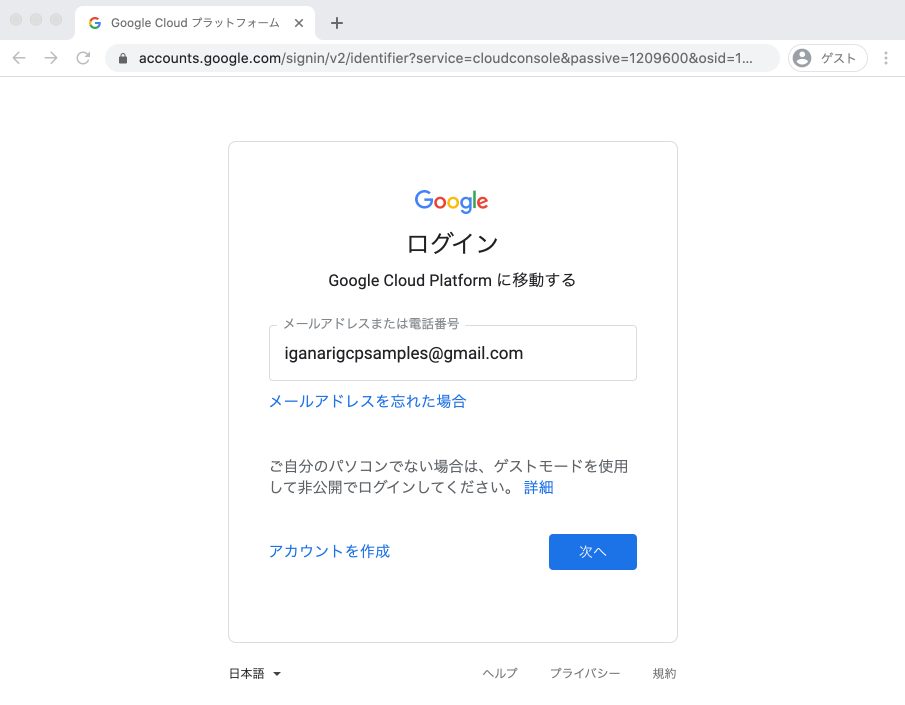 Google Cloud プラットフォーム
accounts.google.com/signin/v2/identifier?service=cloudconsole&passive=1209600&osid=1...
ゲスト
Google
ログイン
Google Cloud Platform に移動する
メールアドレスまたは電話番号
iganarigcpsamples@gmail.com
メールアドレスを忘れた場合
ご自分のパソコンでない場合は、ゲストモードを使用
して非公開でログインしてください。 詳細
アカウントを作成
次へ
日本語
ヘルプ
プライバシー
規約